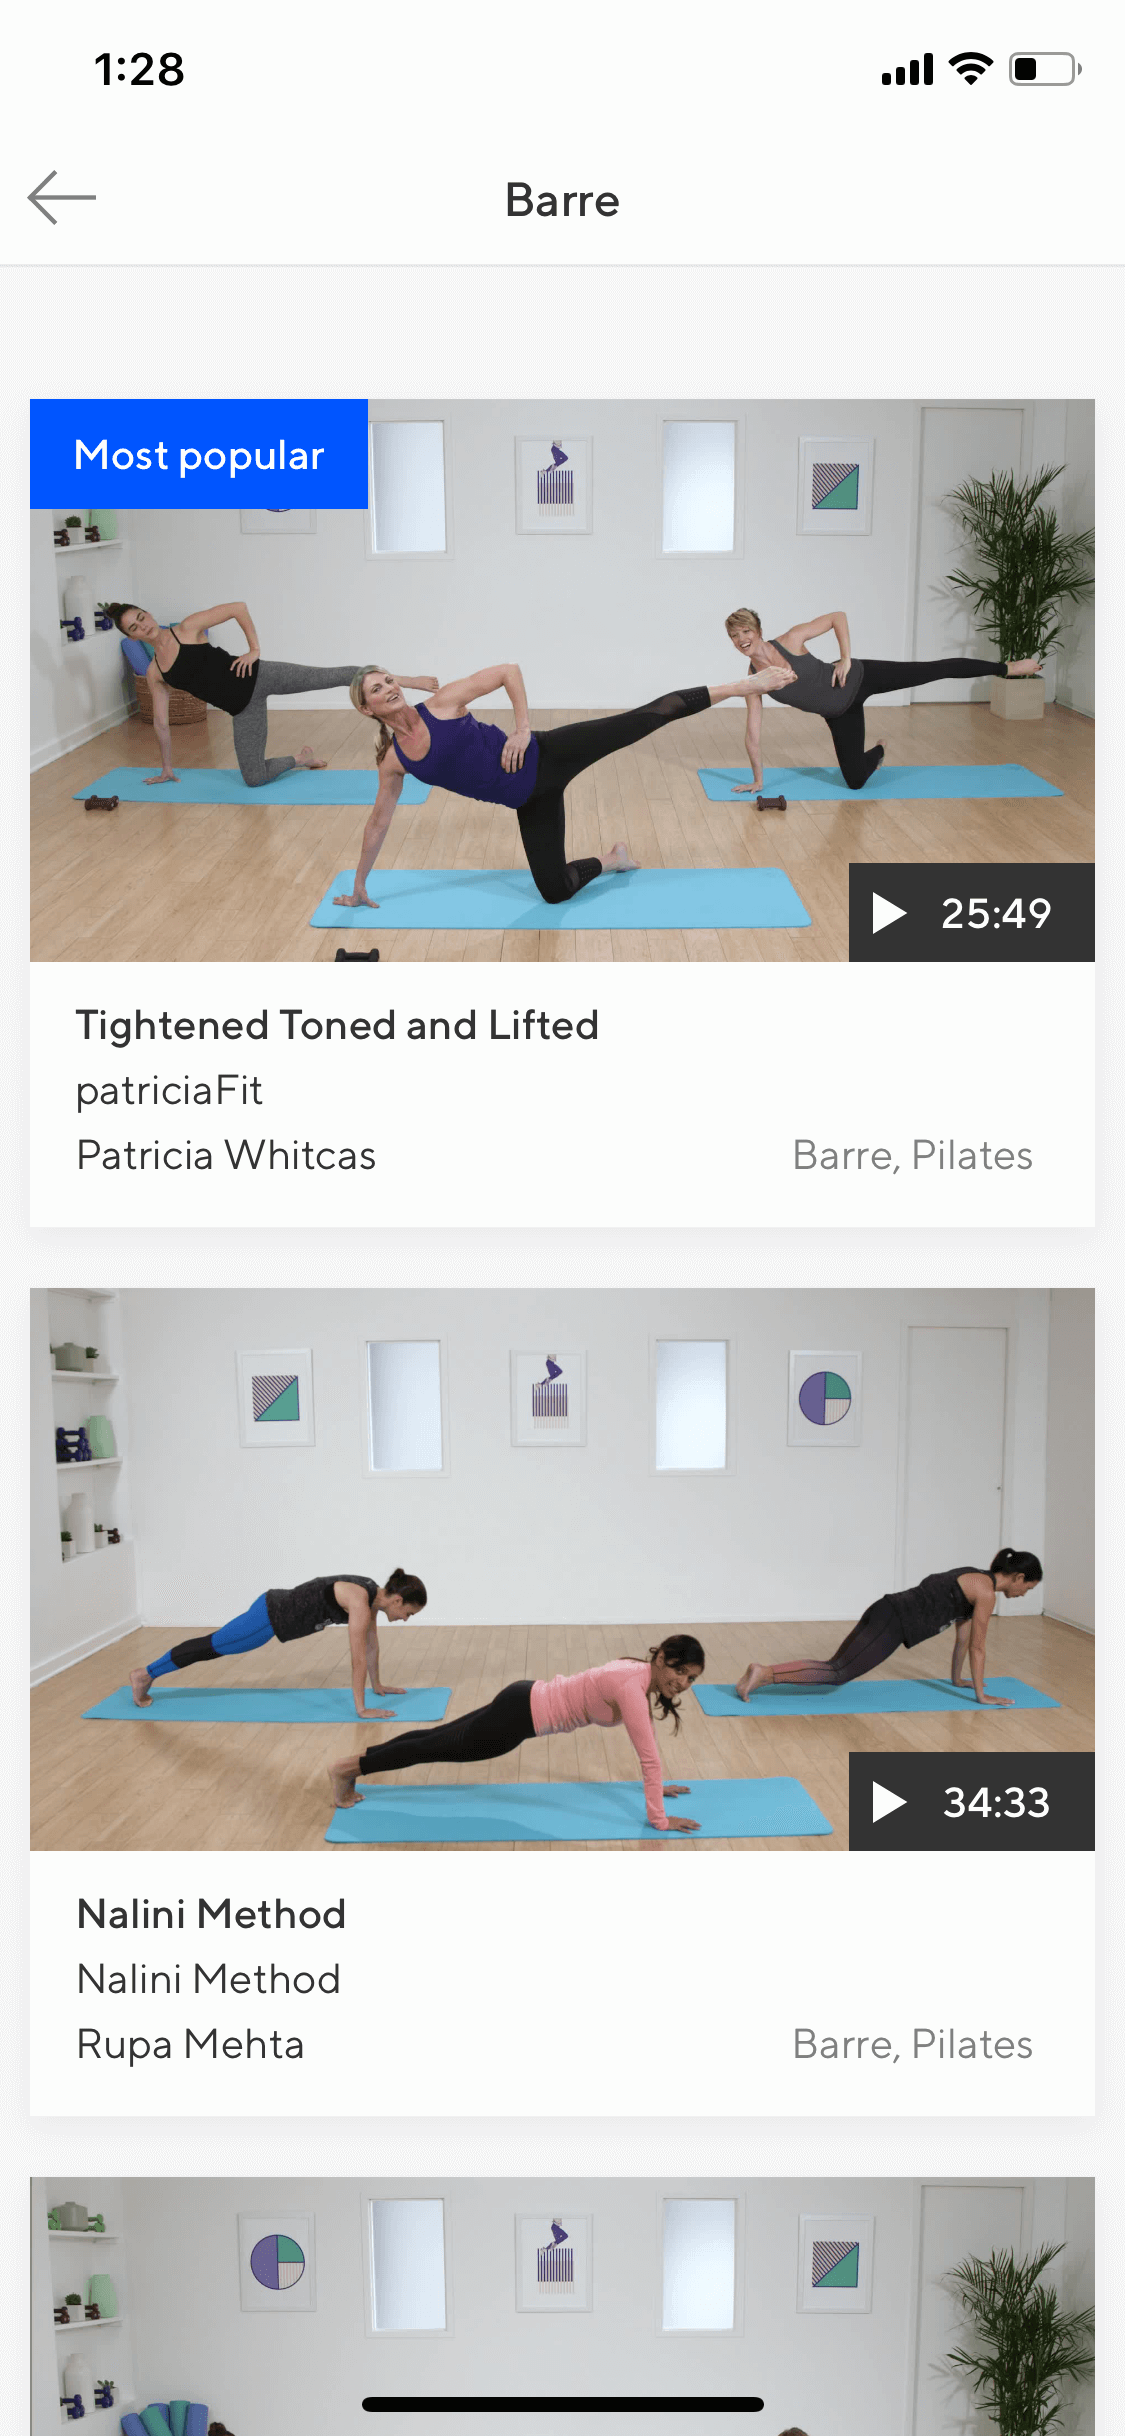 1:28
Barre
Most popular
25:49
Tightened Toned and Lifted
patriciaFit
Patricia Whitcas
Barre, Pilates
34:33
Nalini Method
Nalini Method
Rupa Mehta
Barre, Pilates